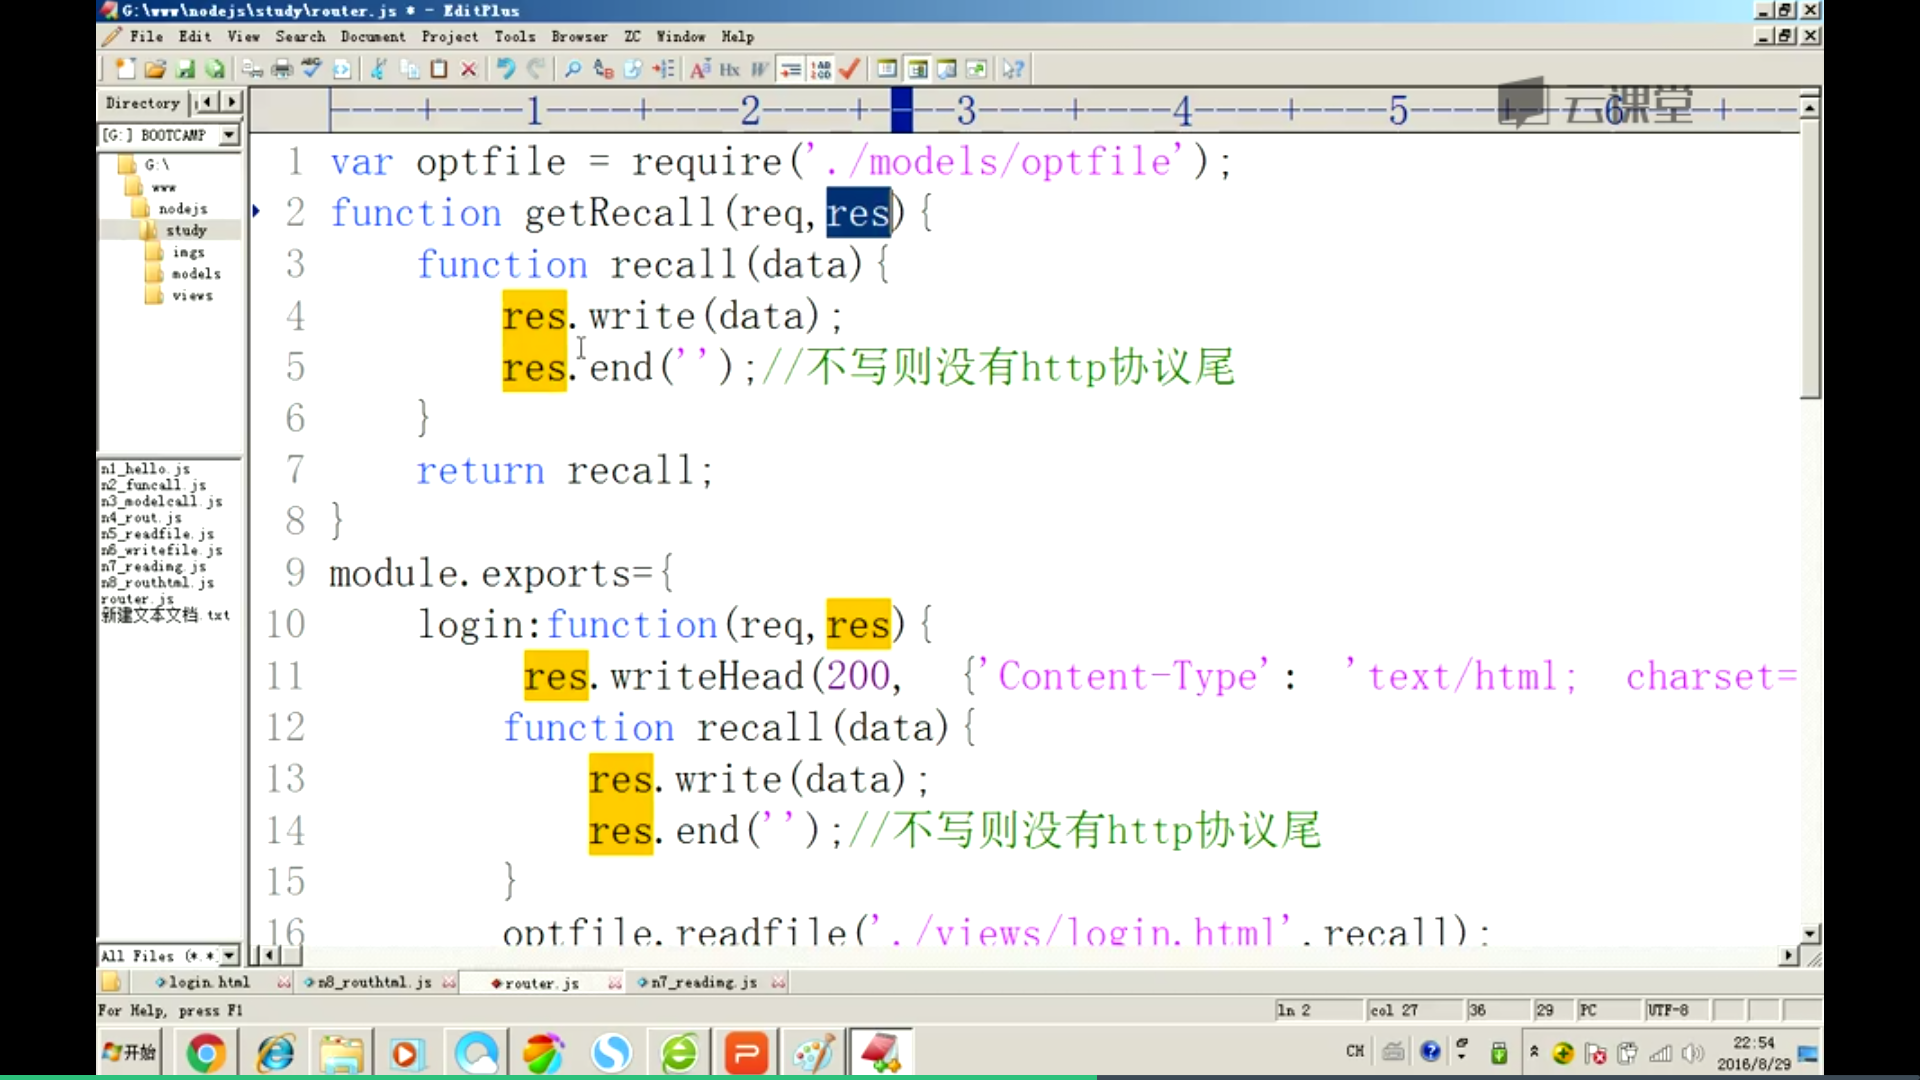 G:\www\nodejs\study\router.js * - EditPlus
File Edit View Search Document Project Tools Browser ZC Window Help
Directory
[G:] BOOTCAMP
G:\
www
nodejs
study
imgs
models
views
n1_hello.js
n2_funcall.js
n3_modelcall.js
n4_rout.js
n5_readfile.js
n6_writefile.js
n7_reading.js
n8_routhtml.js
router.js
新建文本文档.txt
All Files (*.*
----+----1----+----2----+----3----+----4----+----5----+----6----+---
云课堂
1 var optfile = require('./models/optfile');
2 function getRecall(req,res){
3 function recall(data){
4 res.write(data);
5 res.end('');//不写则没有http协议尾
6 }
7 return recall;
8 }
9 module.exports={
10 login:function(req,res){
11 res.writeHead(200, {'Content-Type': 'text/html; charset=
12 function recall(data){
13 res.write(data);
14 res.end('');//不写则没有http协议尾
15 }
16 optfile.readfile('./views/login.html',recall);
login.html n8_routhtml.js router.js n7_reading.js
For Help, press F1
ln 2 col 27 36 29 PC UTF-8
开始
CH
22:54
2016/8/29